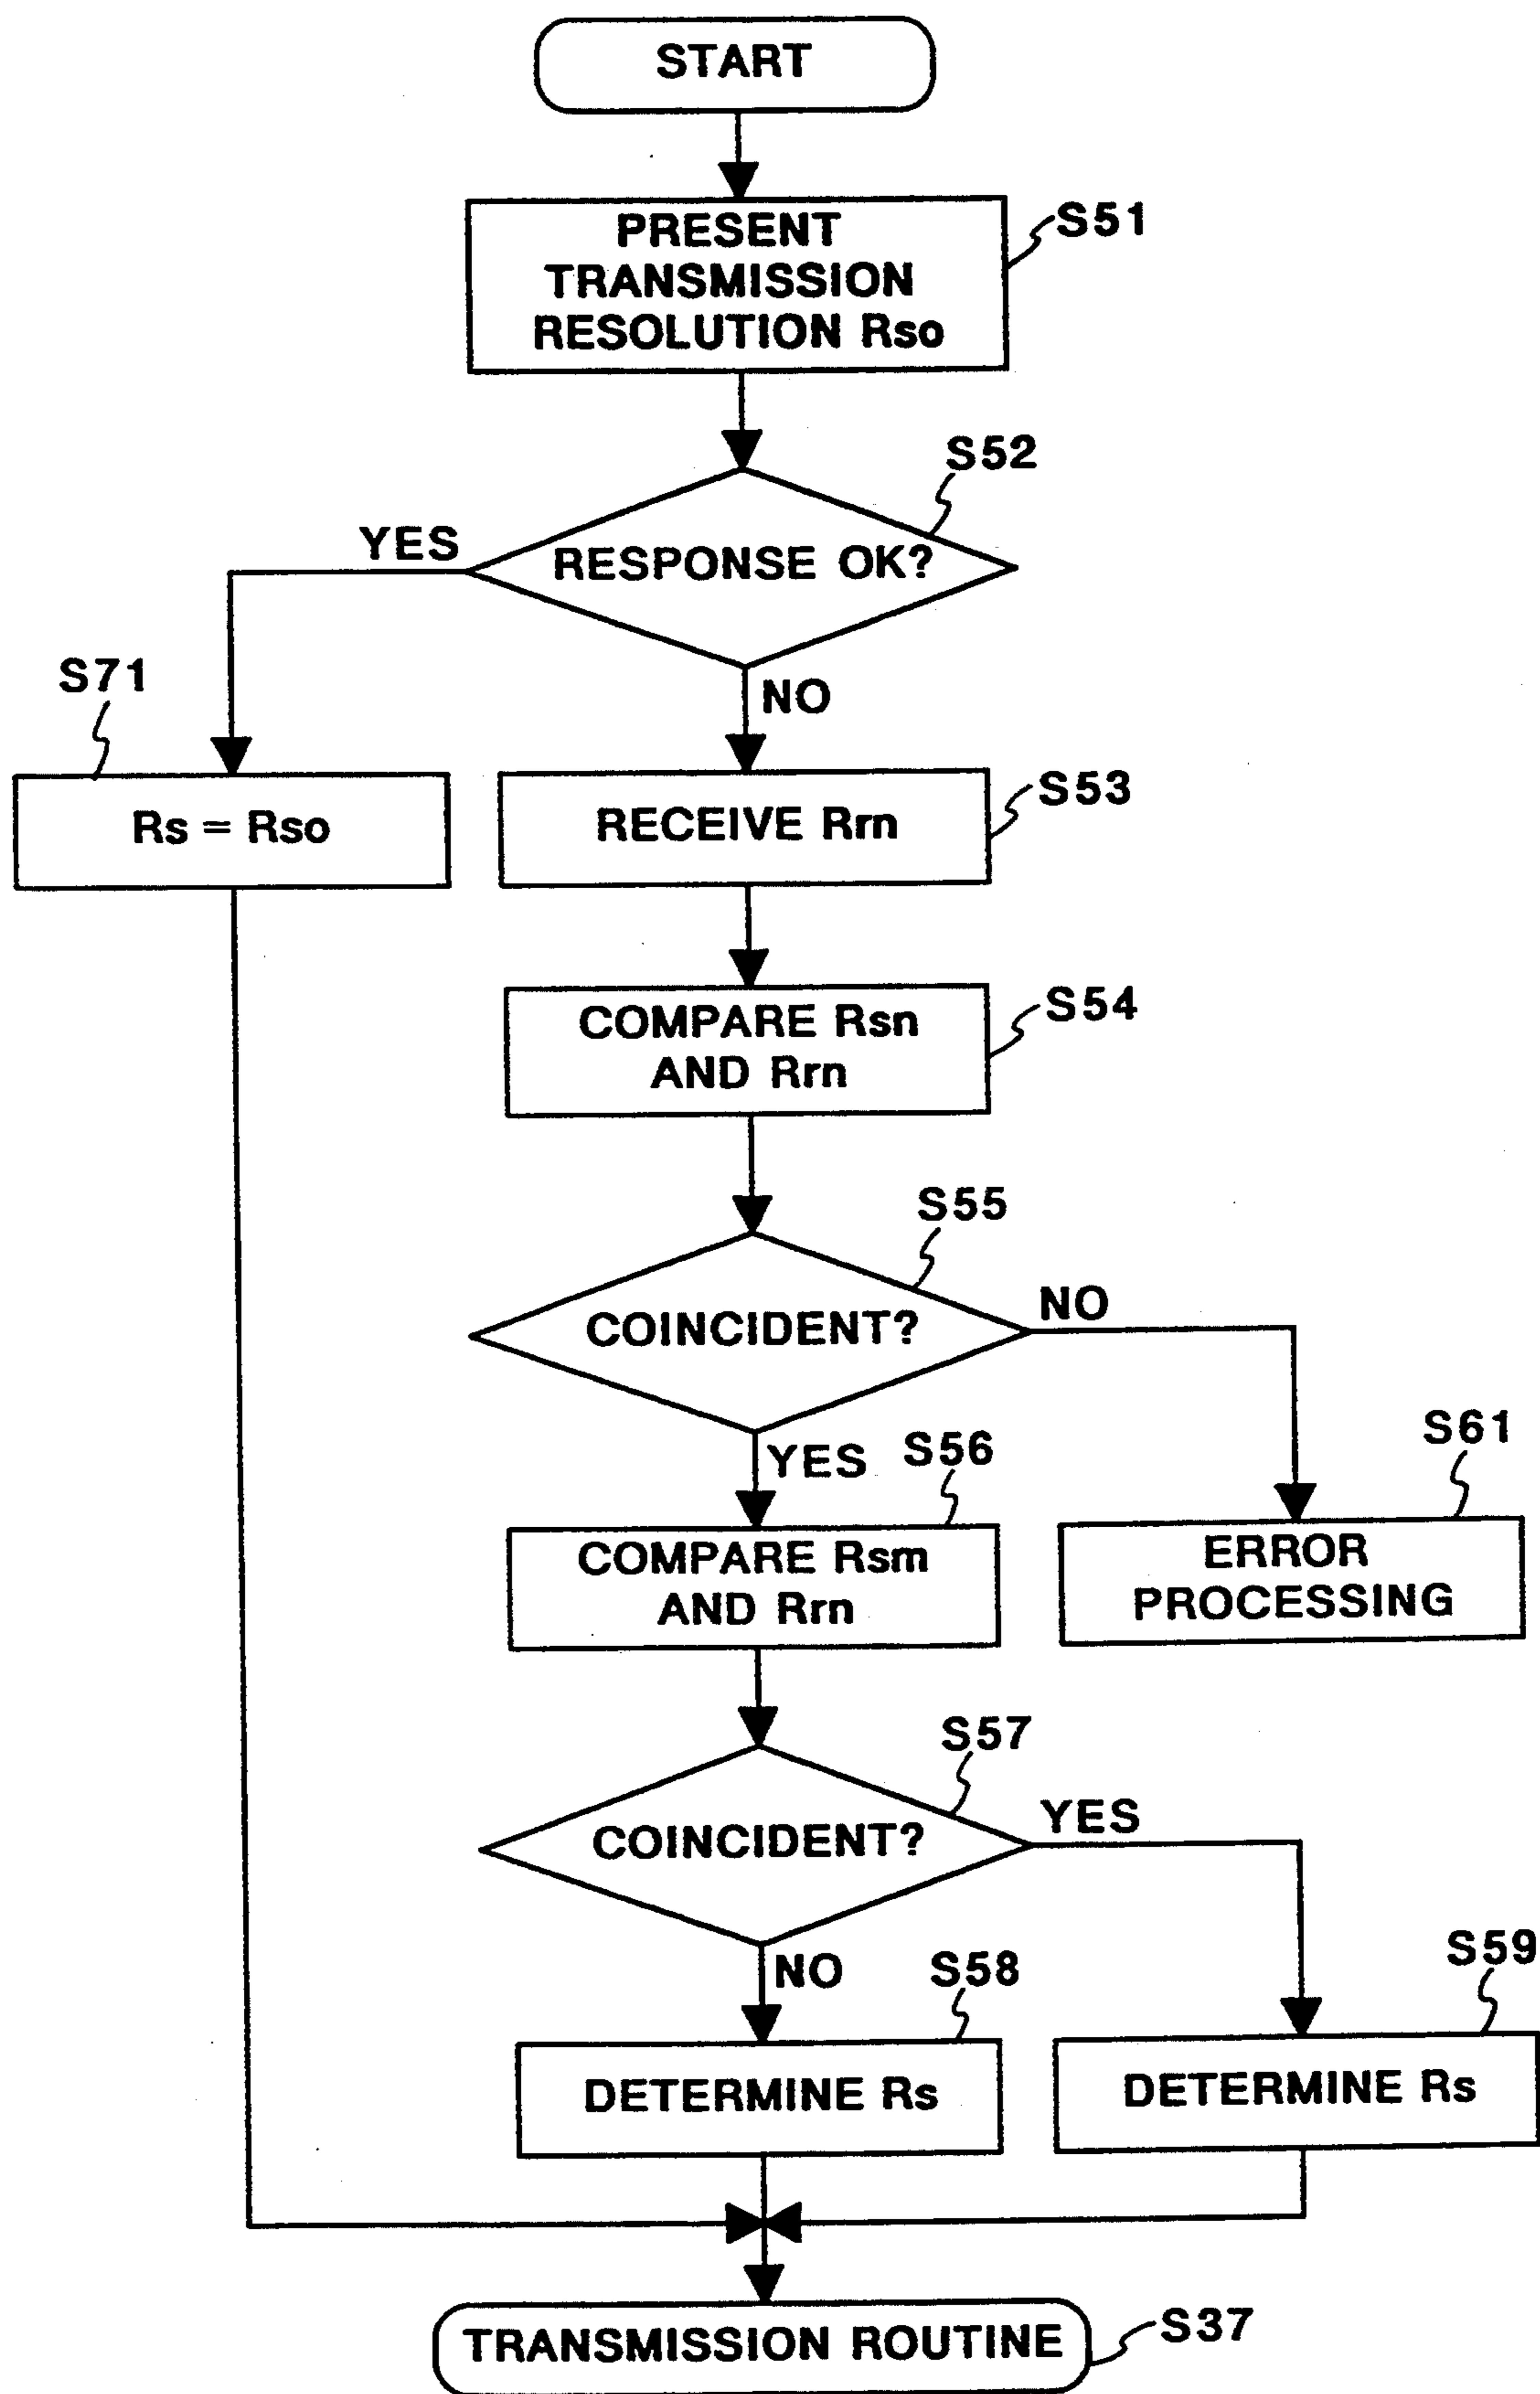 START
PRESENT
TRANSMISSION
RESOLUTION Rso
S51
S52
YES
RESPONSE OK?
S71
NO
Rs = Rso
RECEIVE Rrn
S53
COMPARE Rsn
AND Rrn
S54
S55
COINCIDENT?
NO
YES
S56
S61
COMPARE Rsm
AND Rrn
ERROR
PROCESSING
S57
COINCIDENT?
YES
NO
S58
S59
DETERMINE Rs
DETERMINE Rs
TRANSMISSION ROUTINE
S37